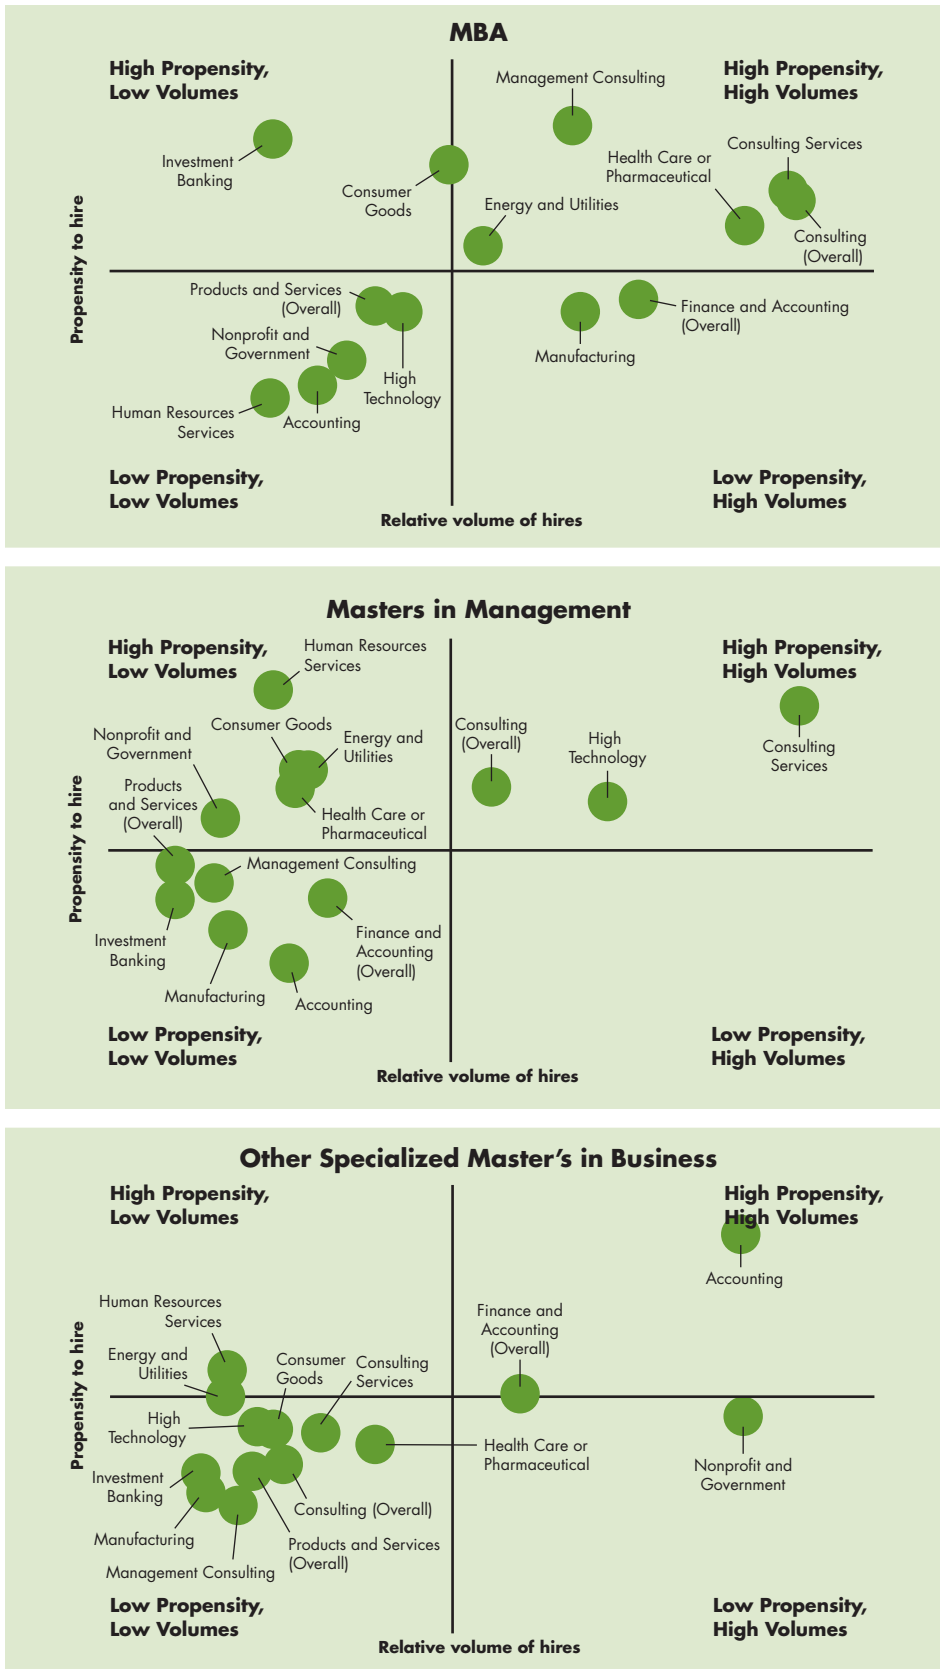 MBA
High Propensity,
Low Volumes
High Propensity,
High Volumes
Management Consulting
Investment
Banking
Consumer
Goods
Energy and Utilities
Health Care or
Pharmaceutical
Consulting Services
Consulting
(Overall)
Propensity to hire
Products and Services
(Overall)
Nonprofit and
Government
High
Technology
Human Resources
Services
Accounting
Manufacturing
Finance and Accounting
(Overall)
Low Propensity,
Low Volumes
Low Propensity,
High Volumes
Relative volume of hires
Masters in Management
High Propensity,
Low Volumes
High Propensity,
High Volumes
Human Resources
Services
Consumer Goods
Nonprofit and
Government
Energy and
Utilities
Products
and Services
(Overall)
Health Care or
Pharmaceutical
Consulting
(Overall)
High
Technology
Consulting
Services
Propensity to hire
Management Consulting
Investment
Banking
Finance and
Accounting
(Overall)
Manufacturing
Accounting
Low Propensity,
Low Volumes
Low Propensity,
High Volumes
Relative volume of hires
Other Specialized Master’s in Business
High Propensity,
Low Volumes
High Propensity,
High Volumes
Accounting
Human Resources
Services
Finance and
Accounting
(Overall)
Energy and
Utilities
Consumer
Goods
Consulting
Services
Propensity to hire
High
Technology
Health Care or
Pharmaceutical
Nonprofit and
Government
Investment
Banking
Consulting (Overall)
Manufacturing
Products and Services
(Overall)
Management Consulting
Low Propensity,
Low Volumes
Low Propensity,
High Volumes
Relative volume of hires